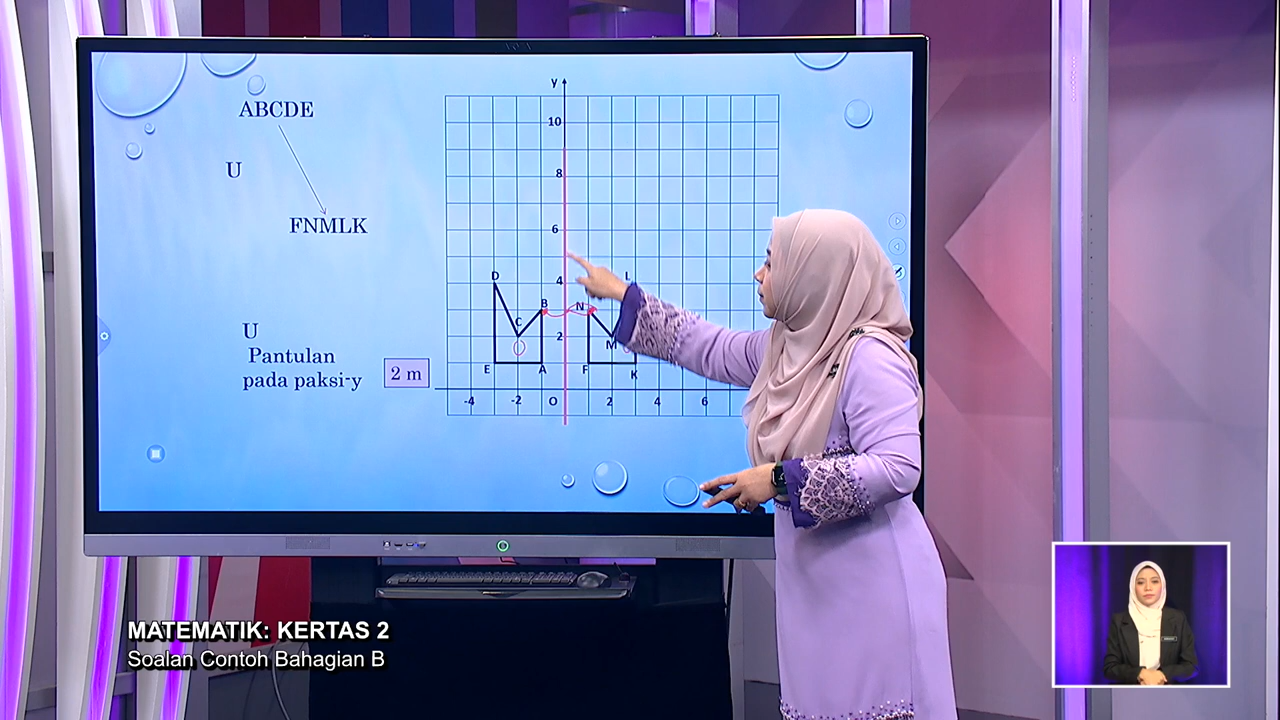 ABCDE
U
FNMLK
U
Pantulan
pada paksi-y
2 m
y
10
8
6
4
2
D
B
C
E
A
L
N
M
F
K
-4
-2
O
2
4
6
MATEMATIK: KERTAS 2
Soalan Contoh Bahagian B